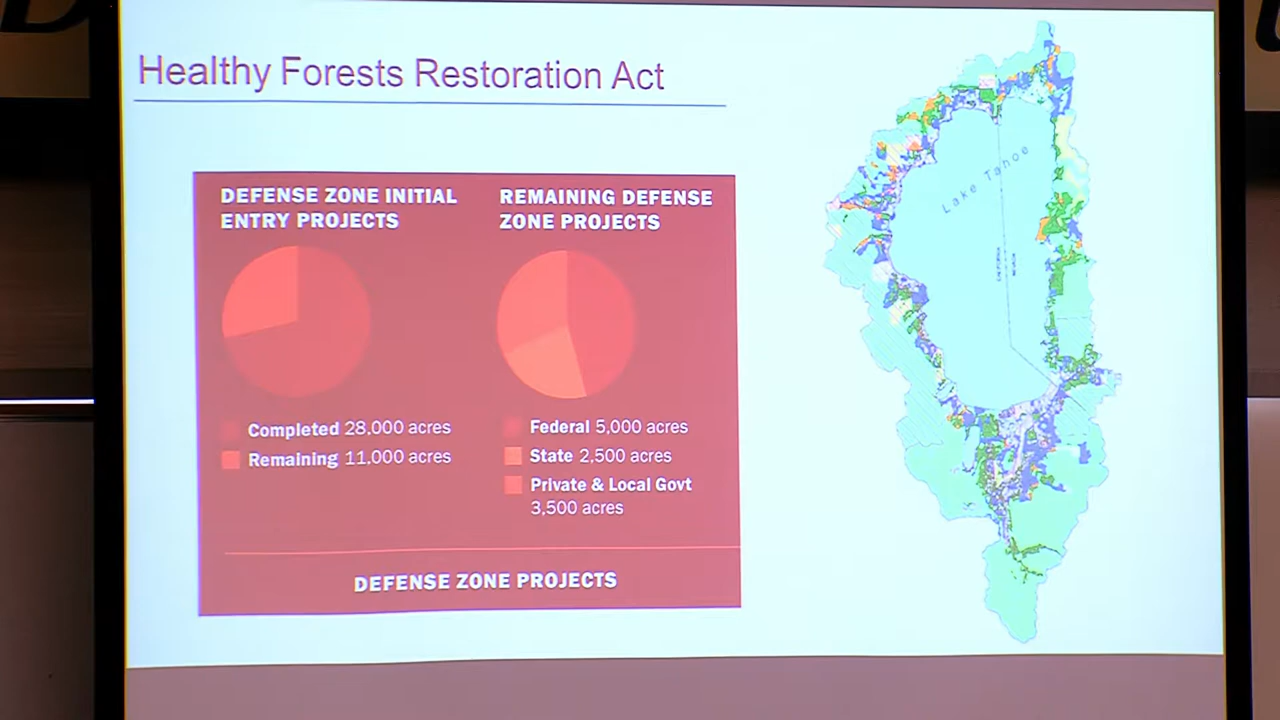 Healthy Forests Restoration Act
DEFENSE ZONE INITIAL
ENTRY PROJECTS
Completed 28,000 acres
Remaining 11,000 acres
REMAINING DEFENSE
ZONE PROJECTS
Federal 5,000 acres
State 2,500 acres
Private & Local Govt
3,500 acres
DEFENSE ZONE PROJECTS
Lake Tahoe